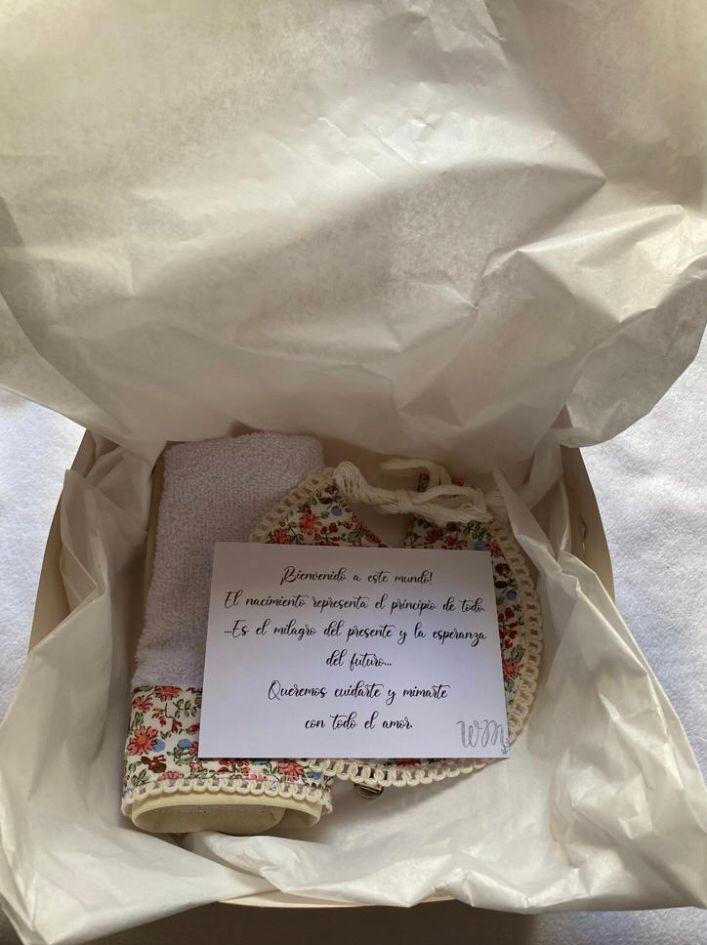 ¡Bienvenido a este mundo!
El nacimiento representa el principio de todo.
...Es el milagro del presente y la esperanza
del futuro...
Queremos cuidarte y mimarte
con todo el amor.
WM